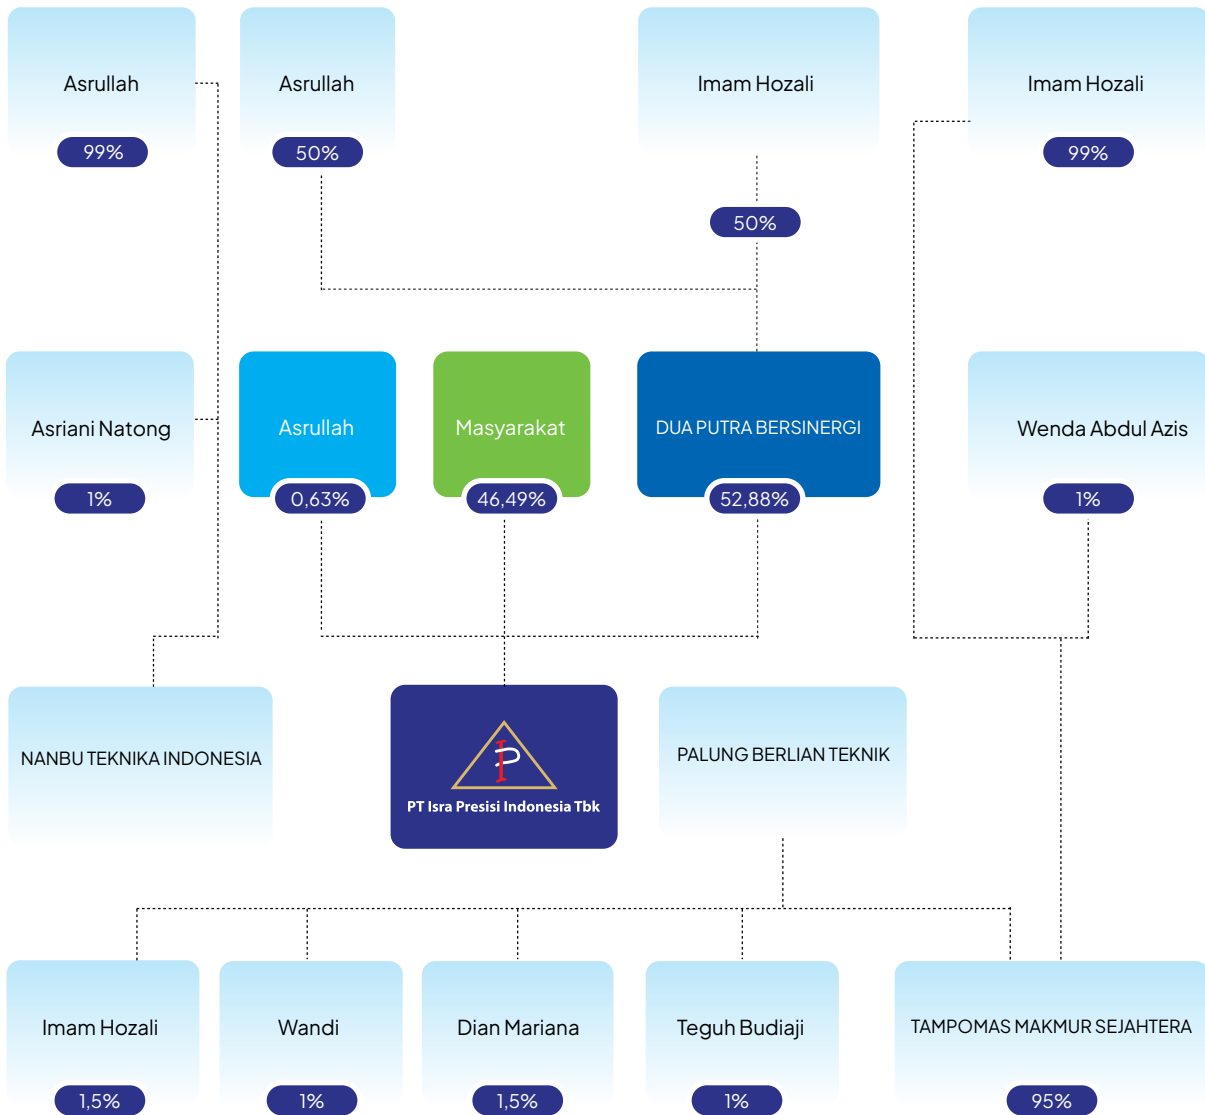 Asrullah
99%
Asrullah
50%
Imam Hozali
50%
Imam Hozali
99%
Asriani Natong
1%
Asrullah
0,63%
Masyarakat
46,49%
DUA PUTRA BERSINERGI
52,88%
Wenda Abdul Azis
1%
NANBU TEKNIKA INDONESIA
IP
PT Isra Presisi Indonesia Tbk
PALUNG BERLIAN TEKNIK
Imam Hozali
1,5%
Wandi
1%
Dian Mariana
1,5%
Teguh Budiaji
1%
TAMPOMAS MAKMUR SEJAHTERA
95%